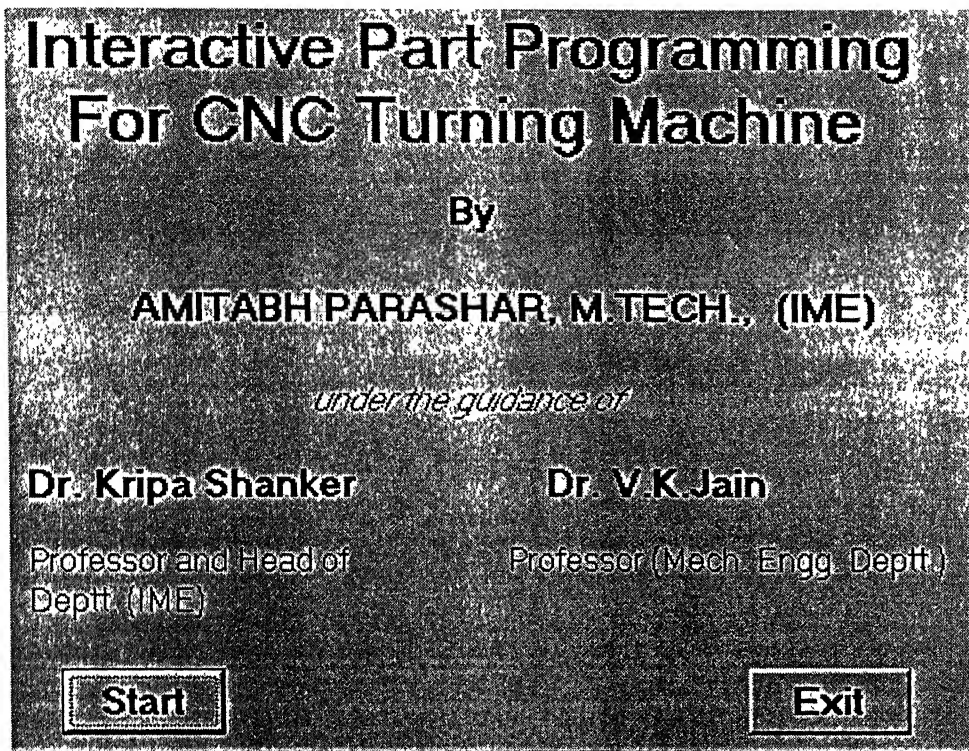 Interactive Part Programming
For CNC Turning Machine
By
AMITABH PARASHAR, M.TECH., (IME)
under the guidance of
Dr. Kripa Shanker
Dr. V.K.Jain
Professor and Head of
Deptt. (IME)
Professor (Mech. Engg. Deptt.)
Start
Exit